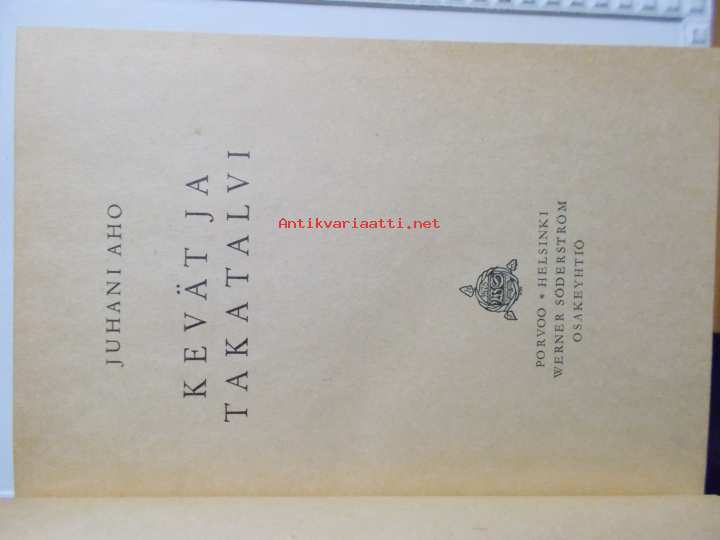 JUHANI AHO
KEVÄT JA
TAKATALVI
PORVOO • HELSINKI
WERNER SÖDERSTRÖM
OSAKEYHTIÖ
Antikvariaatti.net